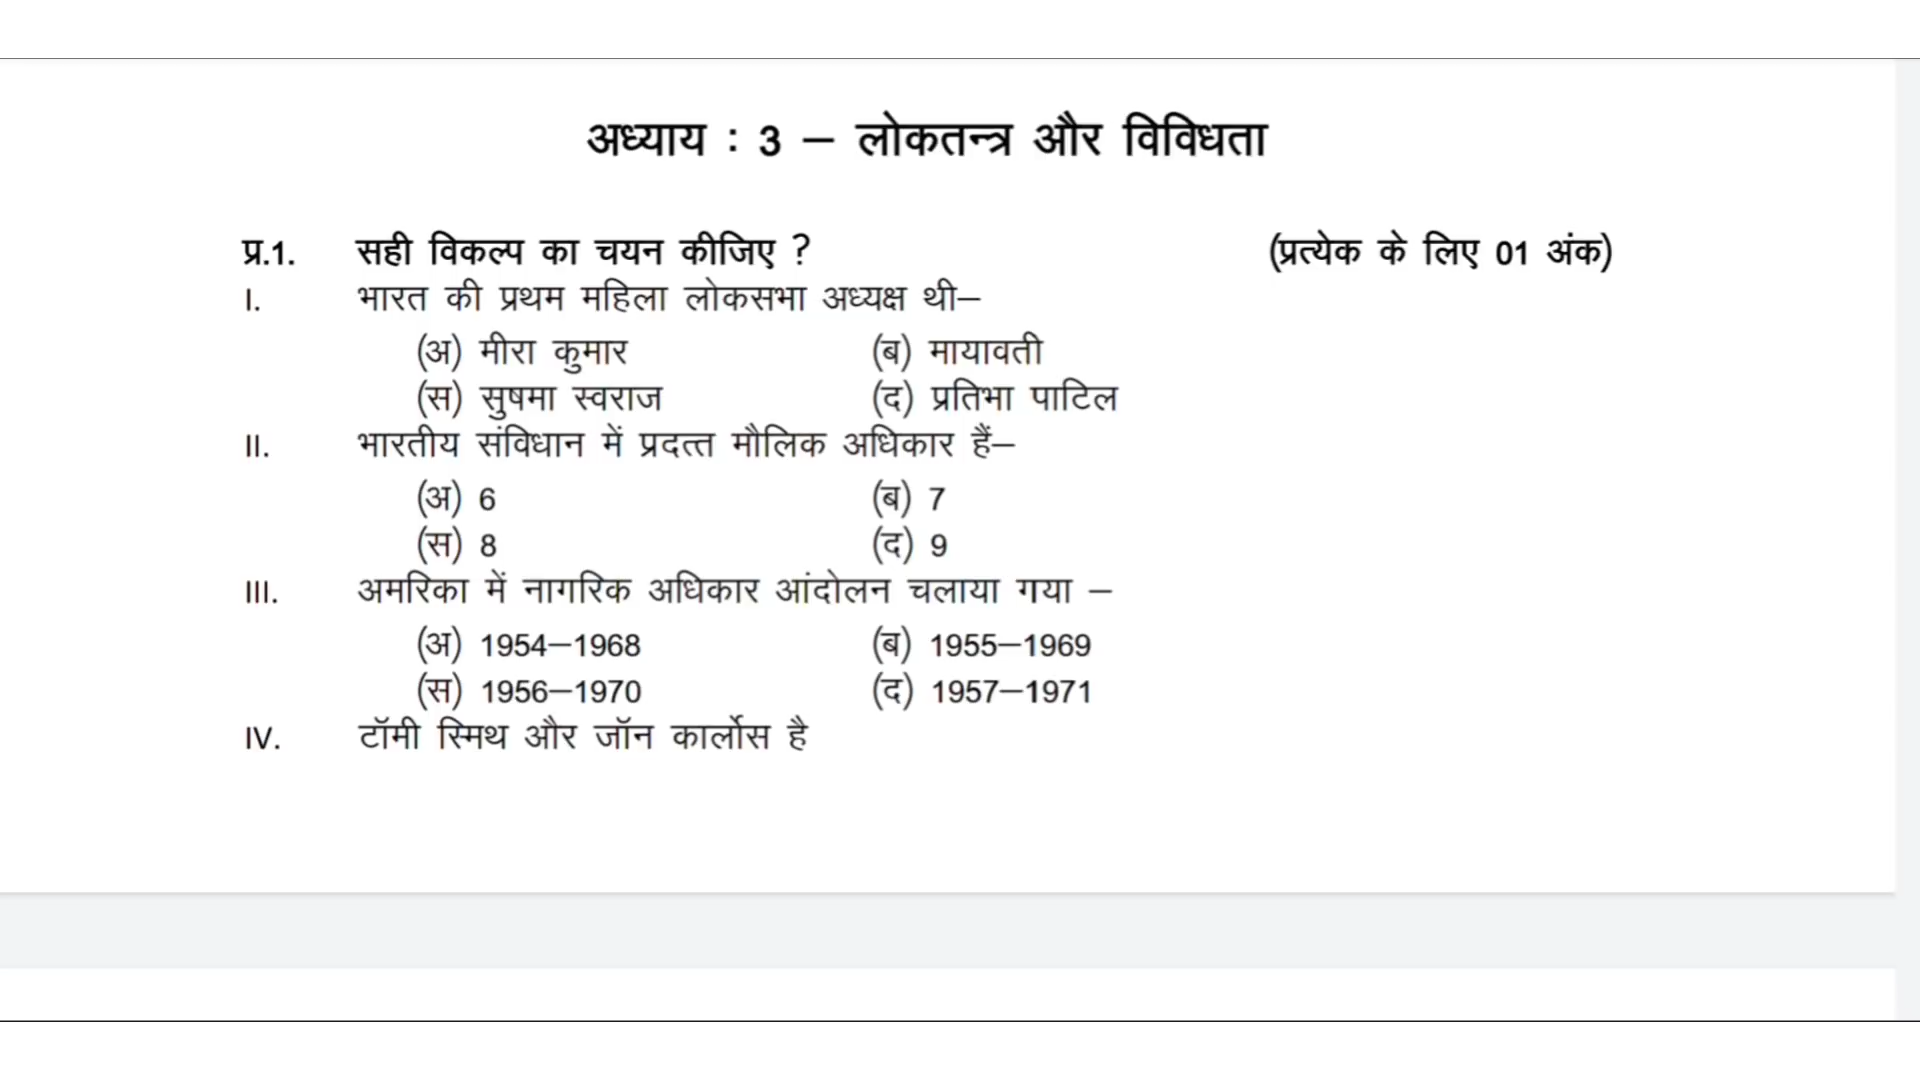 अध्याय : 3 – लोकतन्त्र और विविधता
प्र.1. सही विकल्प का चयन कीजिए ? (प्रत्येक के लिए 01 अंक)
I. भारत की प्रथम महिला लोकसभा अध्यक्ष थी–
(अ) मीरा कुमार (ब) मायावती
(स) सुषमा स्वराज (द) प्रतिभा पाटिल
II. भारतीय संविधान में प्रदत्त मौलिक अधिकार हैं–
(अ) 6 (ब) 7
(स) 8 (द) 9
III. अमरिका में नागरिक अधिकार आंदोलन चलाया गया –
(अ) 1954–1968 (ब) 1955–1969
(स) 1956–1970 (द) 1957–1971
IV. टॉमी स्मिथ और जॉन कार्लोस है